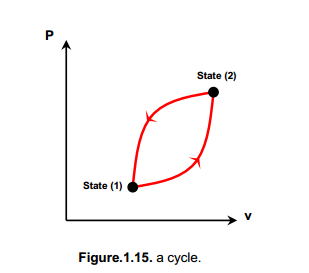 P
State (2)
State (1)
v
Figure.1.15. a cycle.